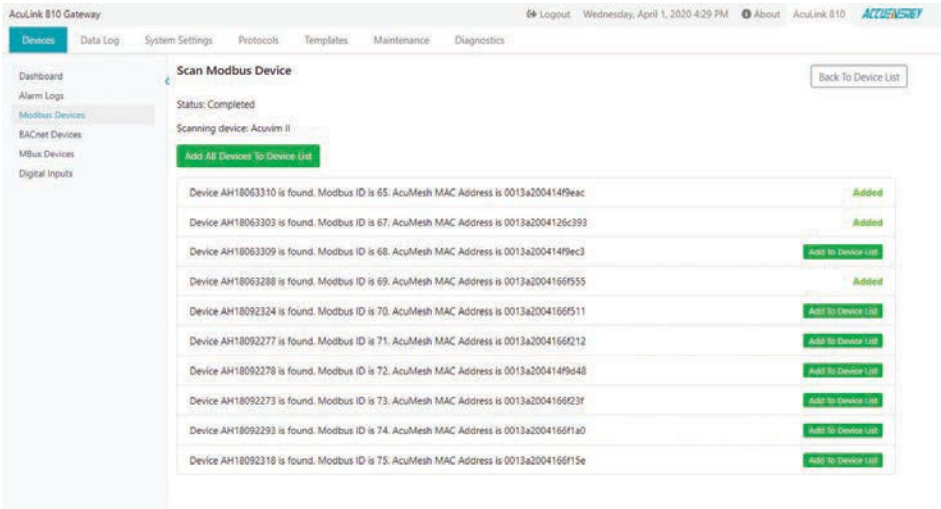 AcuLink 810 Gateway
Logout Wednesday, April 1, 2020 4:29 PM About AcuLink 810 ACCUENERGY
Devices Data Log System Settings Protocols Templates Maintenance Diagnostics
Dashboard
Alarm Logs
Modbus Devices
BACnet Devices
MBus Devices
Digital Inputs
Scan Modbus Device
Back To Device List
Status: Completed
Scanning device: Acuvim II
Add All Devices To Device List
Device AH18063310 is found. Modbus ID is 65. AcuMesh MAC Address is 0013a200414f9eac Added
Device AH18063303 is found. Modbus ID is 67. AcuMesh MAC Address is 0013a2004126c393 Added
Device AH18063309 is found. Modbus ID is 68. AcuMesh MAC Address is 0013a200414f9ec3 Add To Device List
Device AH18063288 is found. Modbus ID is 69. AcuMesh MAC Address is 0013a2004166f555 Added
Device AH18092324 is found. Modbus ID is 70. AcuMesh MAC Address is 0013a2004166f511 Add To Device List
Device AH18092277 is found. Modbus ID is 71. AcuMesh MAC Address is 0013a2004166f212 Add To Device List
Device AH18092278 is found. Modbus ID is 72. AcuMesh MAC Address is 0013a200414f9d48 Add To Device List
Device AH18092273 is found. Modbus ID is 73. AcuMesh MAC Address is 0013a2004166f23f Add To Device List
Device AH18092293 is found. Modbus ID is 74. AcuMesh MAC Address is 0013a2004166f1a0 Add To Device List
Device AH18092318 is found. Modbus ID is 75. AcuMesh MAC Address is 0013a2004166f15e Add To Device List